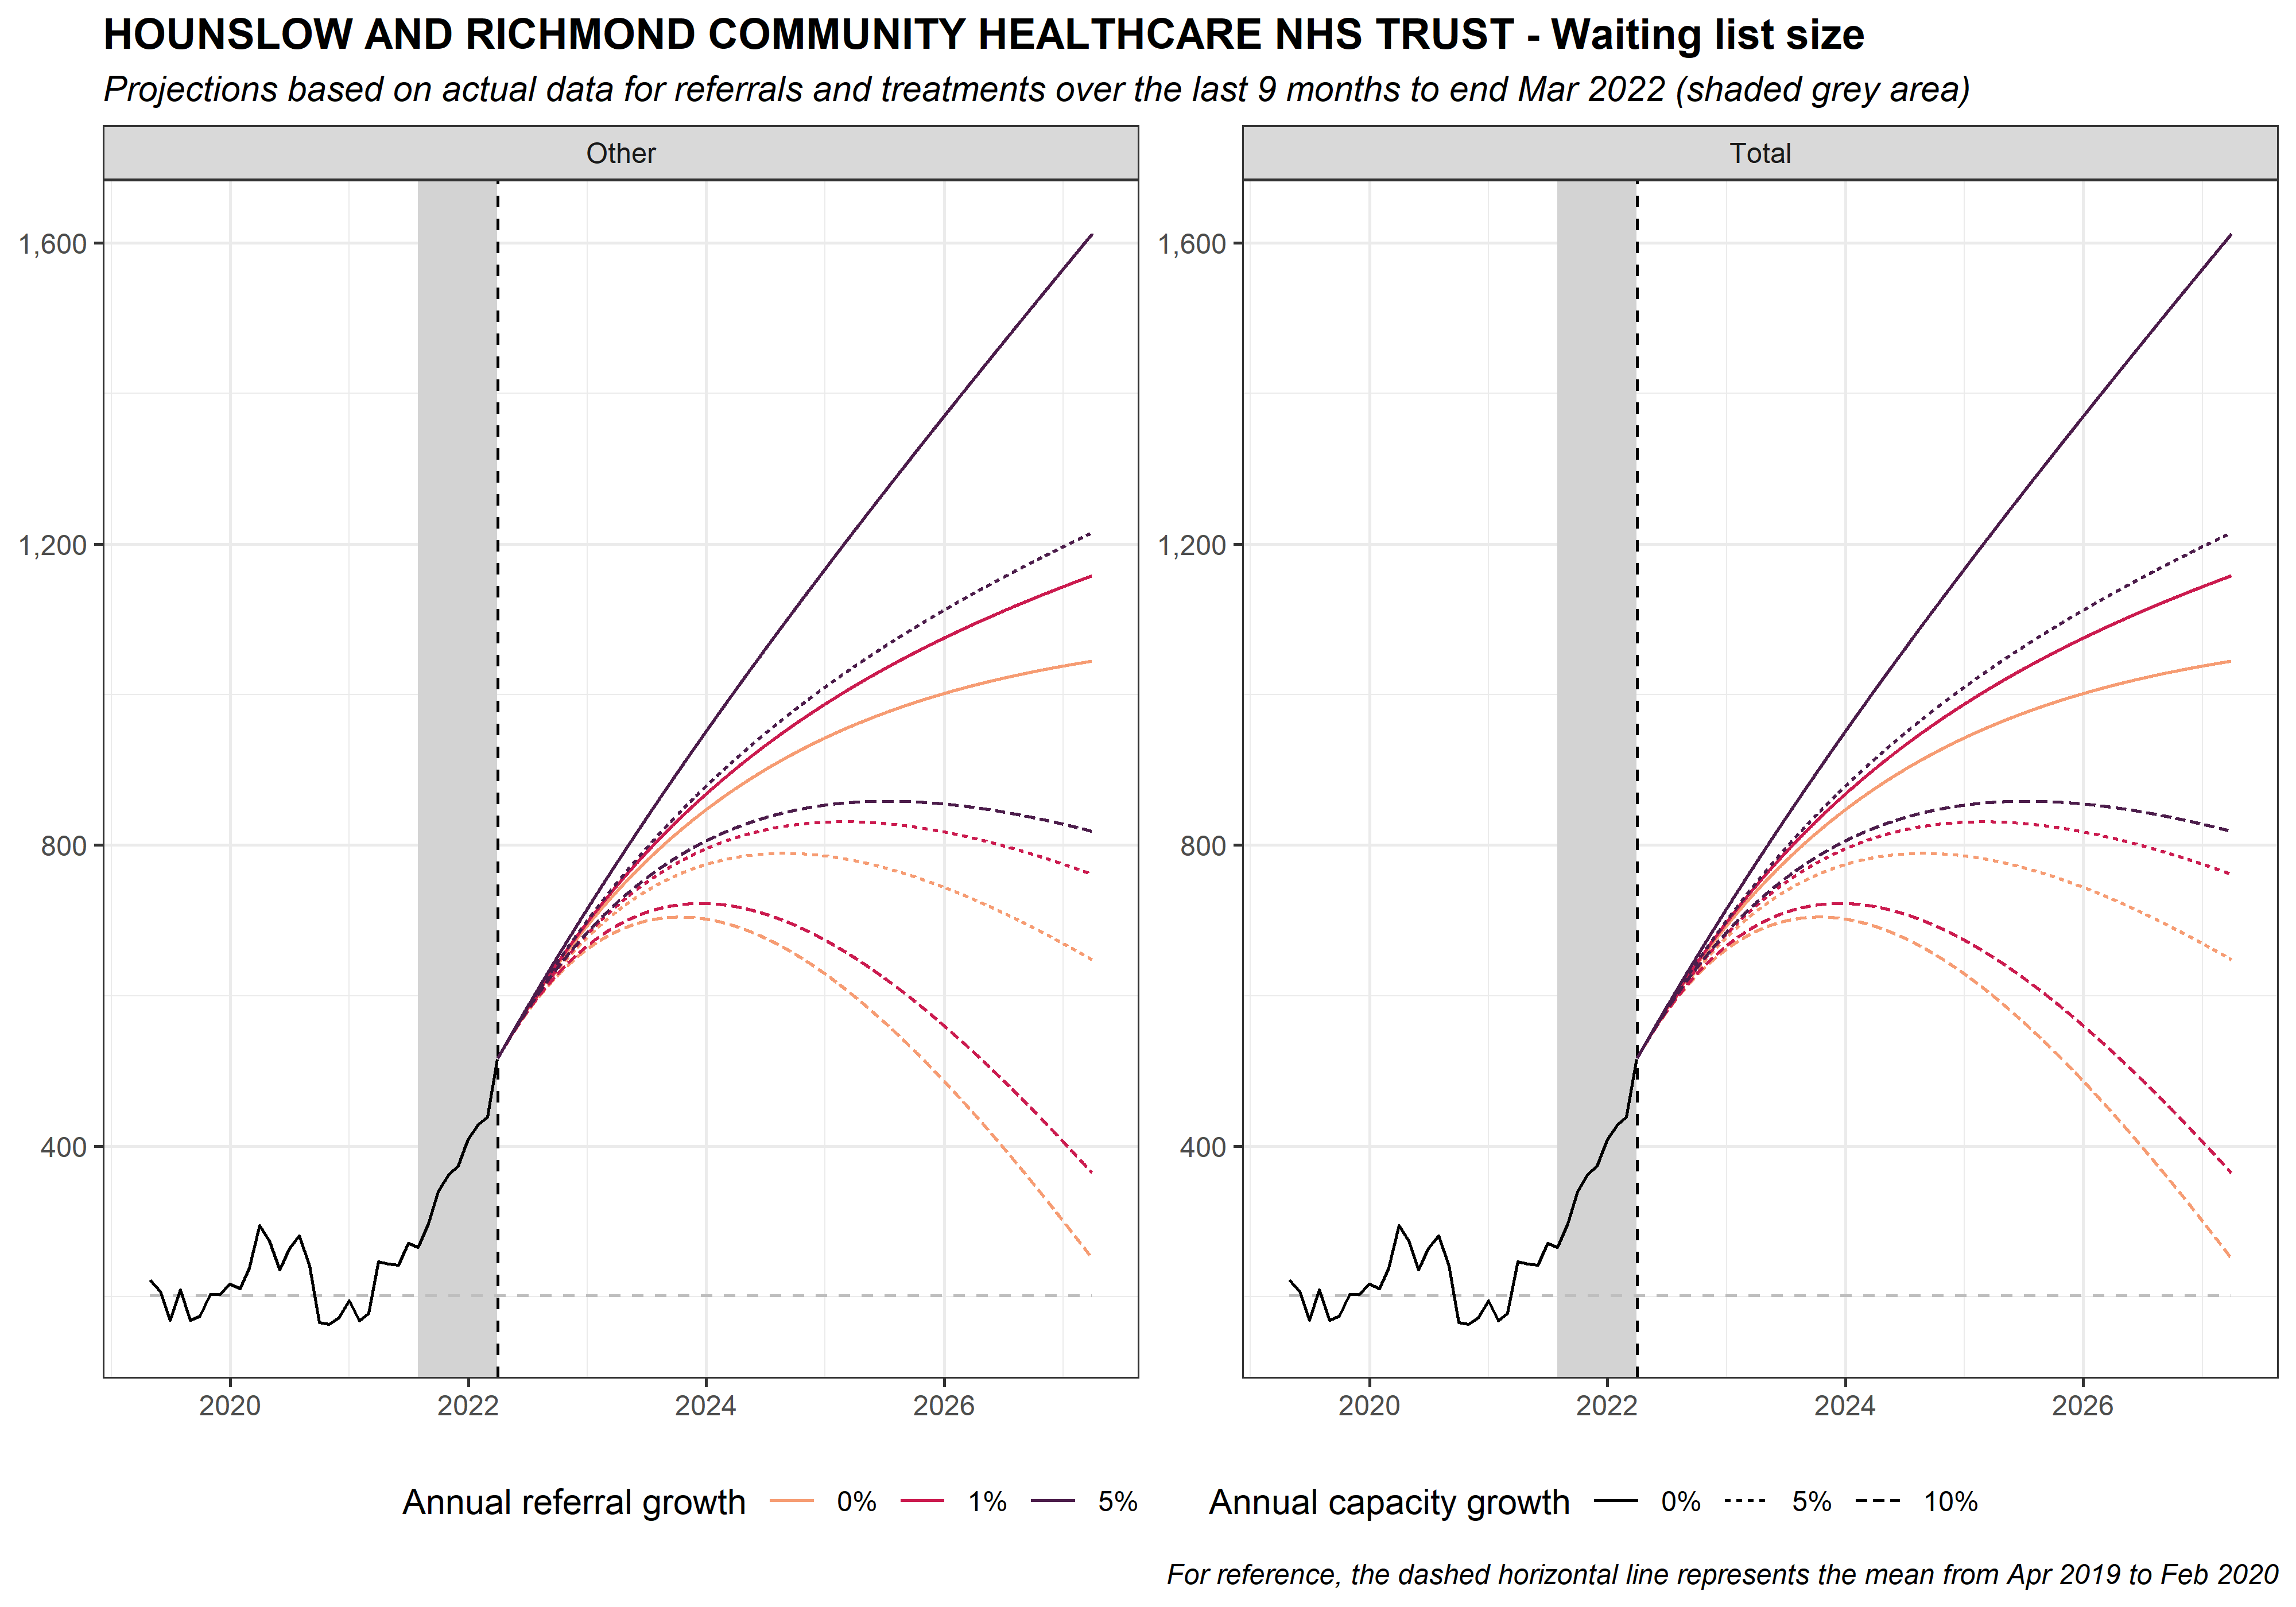 HOUNSLOW AND RICHMOND COMMUNITY HEALTHCARE NHS TRUST - Waiting list size
Projections based on actual data for referrals and treatments over the last 9 months to end Mar 2022 (shaded grey area)
Other
1,600
1,200
800
400
2020 2022 2024 2026
Total
1,600
1,200
800
400
2020 2022 2024 2026
Annual referral growth 0% 1% 5%
Annual capacity growth 0% 5% 10%
For reference, the dashed horizontal line represents the mean from Apr 2019 to Feb 2020